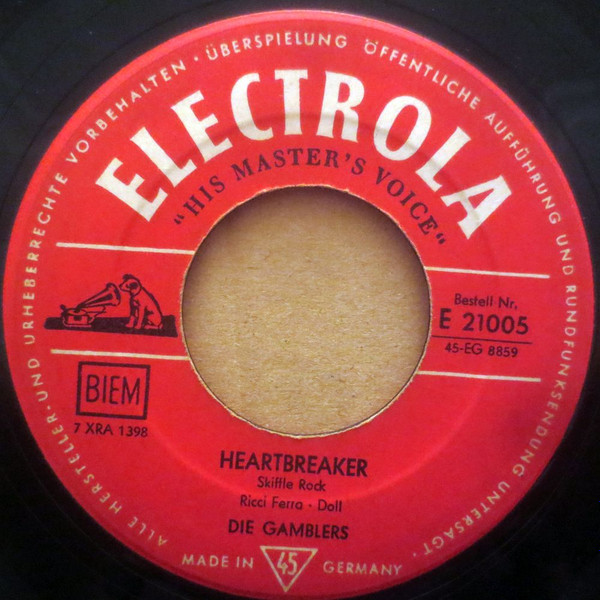 ALLE HERSTELLER- UND URHEBERRECHTE VORBEHALTEN · ÜBERSPIELUNG ÖFFENTLICHE AUFFÜHRUNG UND RUNDFUNKSENDUNG UNTERSAGT ·
ELECTROLA
"HIS MASTER'S VOICE"
Bestell Nr.
E 21005
45-EG 8859
BIEM
7 XRA 1398
HEARTBREAKER
Skiffle Rock
Ricci Ferra · Doll
DIE GAMBLERS
MADE IN 45 GERMANY